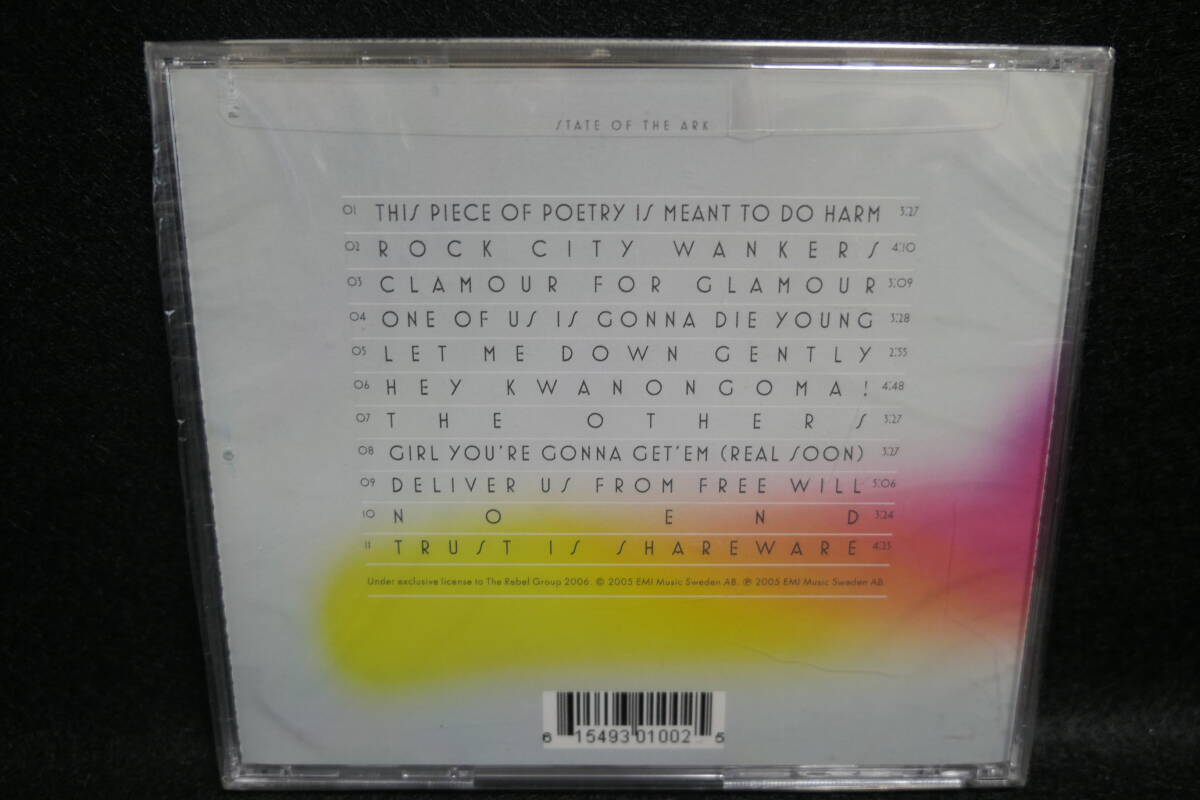 STATE OF THE ARK
01 THIS PIECE OF POETRY IS MEANT TO DO HARM 3:27
02 ROCK CITY WANKERS 4:10
03 CLAMOUR FOR GLAMOUR 3:09
04 ONE OF US IS GONNA DIE YOUNG 3:28
05 LET ME DOWN GENTLY 2:55
06 HEY KWANONGOMA! 4:48
07 THE OTHERS 3:27
08 GIRL YOU'RE GONNA GET'EM (REAL SOON) 3:27
09 DELIVER US FROM FREE WILL 5:06
10 NO END 3:24
11 TRUST IS SHAREWARE 4:25
Under exclusive license to The Rebel Group 2006. © 2005 EMI Music Sweden AB. ℗ 2005 EMI Music Sweden AB.
6 15493 01002 5